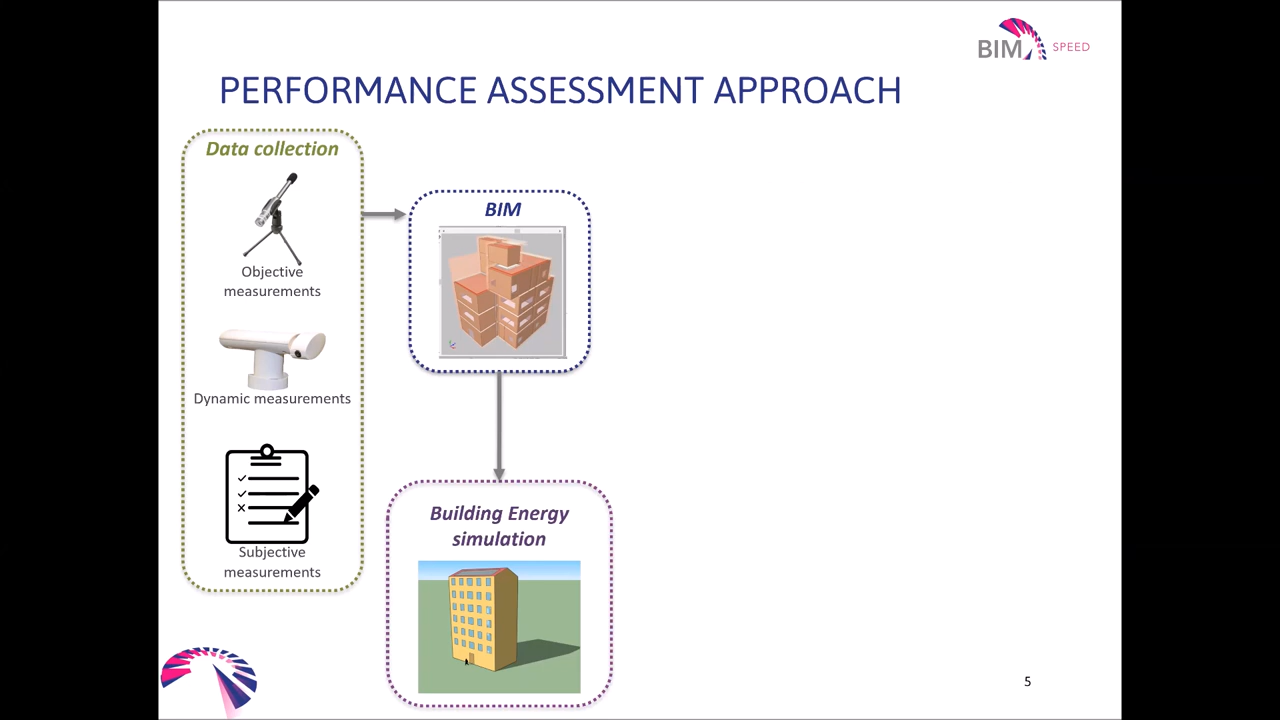 BIM SPEED
PERFORMANCE ASSESSMENT APPROACH
Data collection
Objective
measurements
Dynamic measurements
Subjective
measurements
BIM
Building Energy
simulation
5